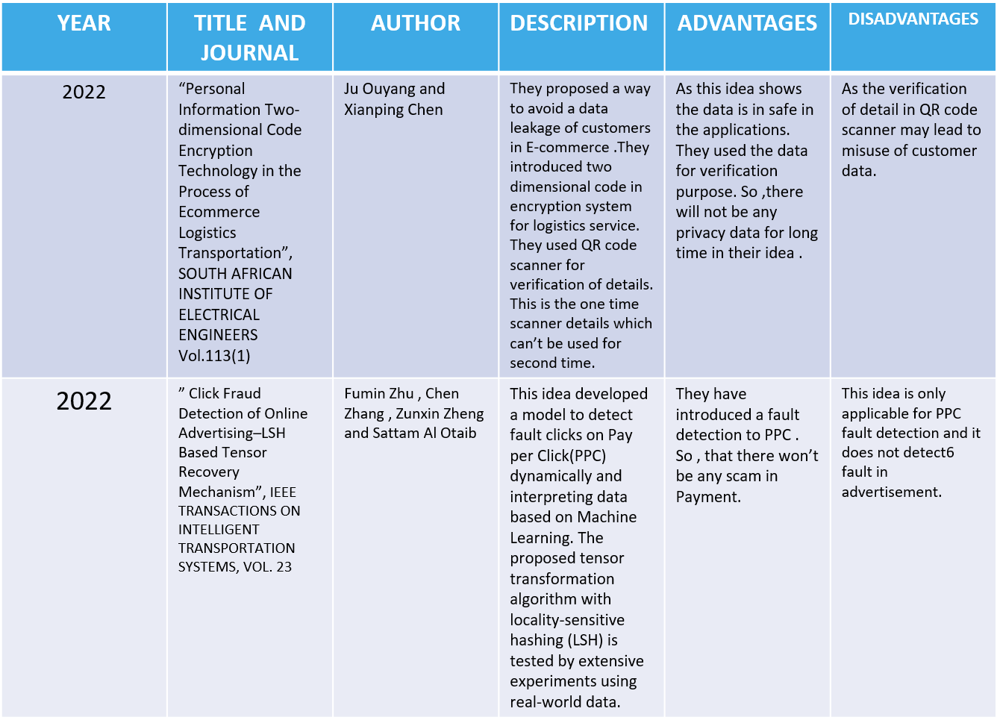 YEAR
TITLE AND
JOURNAL
AUTHOR
DESCRIPTION
ADVANTAGES
DISADVANTAGES
2022
“Personal
Information Two-
dimensional Code
Encryption
Technology in the
Process of
Ecommerce
Logistics
Transportation”,
SOUTH AFRICAN
INSTITUTE OF
ELECTRICAL
ENGINEERS
Vol.113(1)
Ju Ouyang and
Xianping Chen
They proposed a way
to avoid a data
leakage of customers
in E-commerce .They
introduced two
dimensional code in
encryption system
for logistics service.
They used QR code
scanner for
verification of details.
This is the one time
scanner details which
can’t be used for
second time.
As this idea shows
the data is in safe in
the applications.
They used the data
for verification
purpose. So ,there
will not be any
privacy data for long
time in their idea .
As the verification
of detail in QR code
scanner may lead to
misuse of customer
data.
2022
” Click Fraud
Detection of Online
Advertising–LSH
Based Tensor
Recovery
Mechanism”, IEEE
TRANSACTIONS ON
INTELLIGENT
TRANSPORTATION
SYSTEMS, VOL. 23
Fumin Zhu , Chen
Zhang , Zunxin Zheng
and Sattam Al Otaib
This idea developed
a model to detect
fault clicks on Pay
per Click(PPC)
dynamically and
interpreting data
based on Machine
Learning. The
proposed tensor
transformation
algorithm with
locality-sensitive
hashing (LSH) is
tested by extensive
experiments using
real-world data.
They have
introduced a fault
detection to PPC .
So , that there won’t
be any scam in
Payment.
This idea is only
applicable for PPC
fault detection and it
does not detect6
fault in
advertisement.